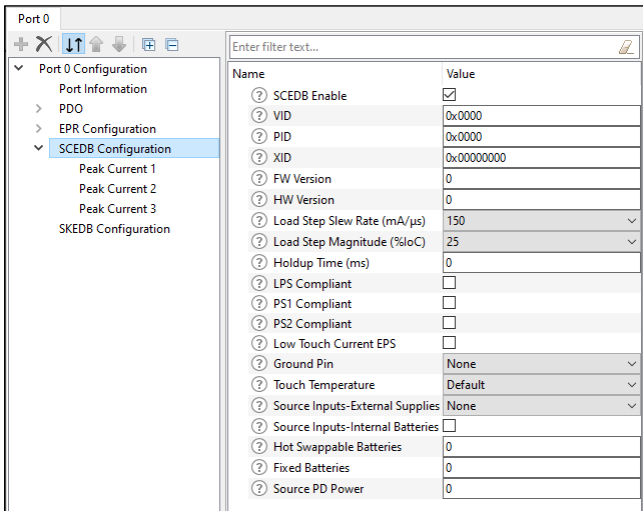 Port 0
Enter filter text...
Port 0 Configuration
Port Information
PDO
EPR Configuration
SCEDB Configuration
Peak Current 1
Peak Current 2
Peak Current 3
SKEDB Configuration
Name Value
SCEDB Enable
VID 0x0000
PID 0x0000
XID 0x00000000
FW Version 0
HW Version 0
Load Step Slew Rate (mA/µs) 150
Load Step Magnitude (%IoC) 25
Holdup Time (ms) 0
LPS Compliant
PS1 Compliant
PS2 Compliant
Low Touch Current EPS
Ground Pin None
Touch Temperature Default
Source Inputs-External Supplies None
Source Inputs-Internal Batteries
Hot Swappable Batteries 0
Fixed Batteries 0
Source PD Power 0